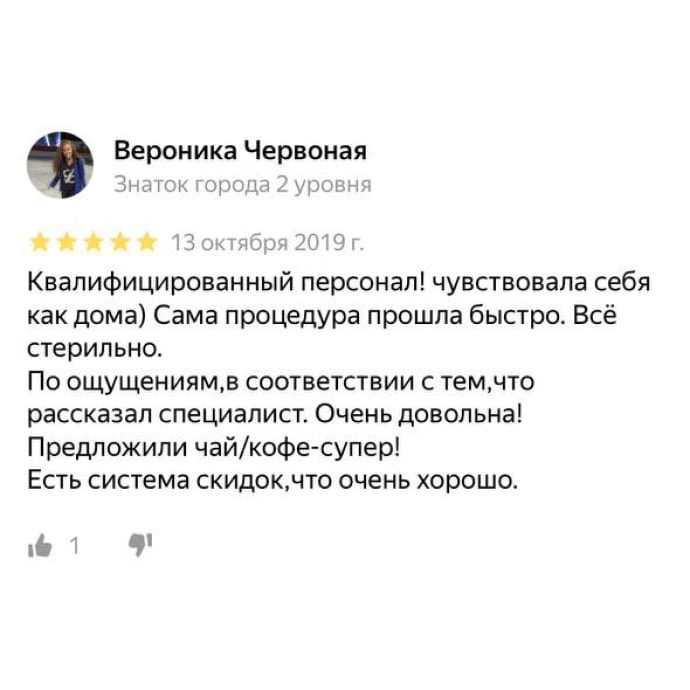 Вероника Червоная
Знаток города 2 уровня
13 октября 2019 г.
Квалифицированный персонал! чувствовала себя
как дома) Сама процедура прошла быстро. Всё
стерильно.
По ощущениям,в соответствии с тем,что
рассказал специалист. Очень довольна!
Предложили чай/кофе-супер!
Есть система скидок,что очень хорошо.
1